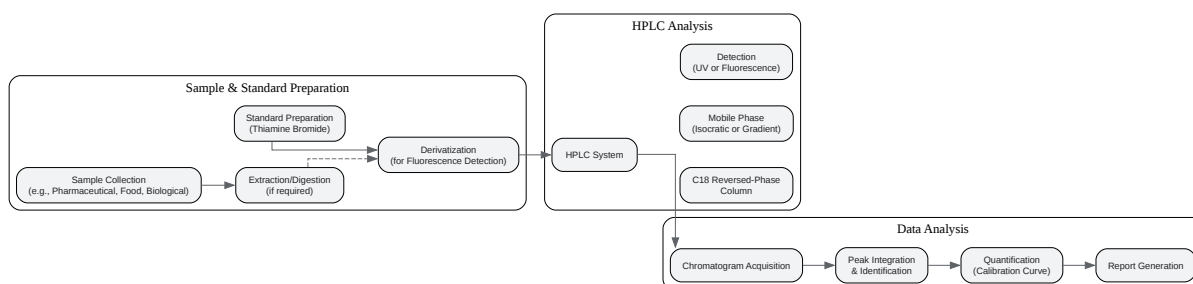 HPLC Analysis
Detection
(UV or Fluorescence)
Sample & Standard Preparation
Standard Preparation
(Thiamine Bromide)
Mobile Phase
(Isocratic or Gradient)
Derivatization
(for Fluorescence Detection)
HPLC System
Sample Collection
(e.g., Pharmaceutical, Food, Biological)
Extraction/Digestion
(if required)
C18 Reversed-Phase
Column
Data Analysis
Chromatogram Acquisition
Peak Integration
& Identification
Quantification
(Calibration Curve)
Report Generation